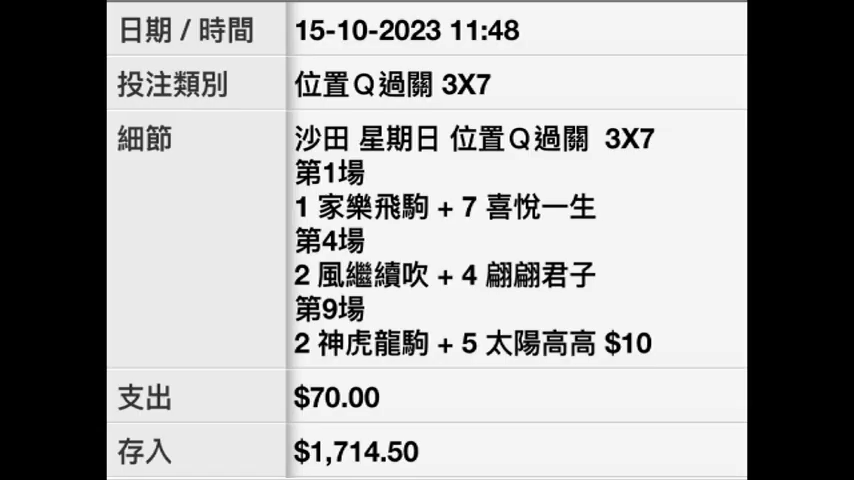 日期 / 時間 15-10-2023 11:48
投注類別 位置Q過關 3X7
細節 沙田 星期日 位置Q過關 3X7
第1場
1 家樂飛駒 + 7 喜悅一生
第4場
2 風繼續吹 + 4 翩翩君子
第9場
2 神虎龍駒 + 5 太陽高高 $10
支出 $70.00
存入 $1,714.50